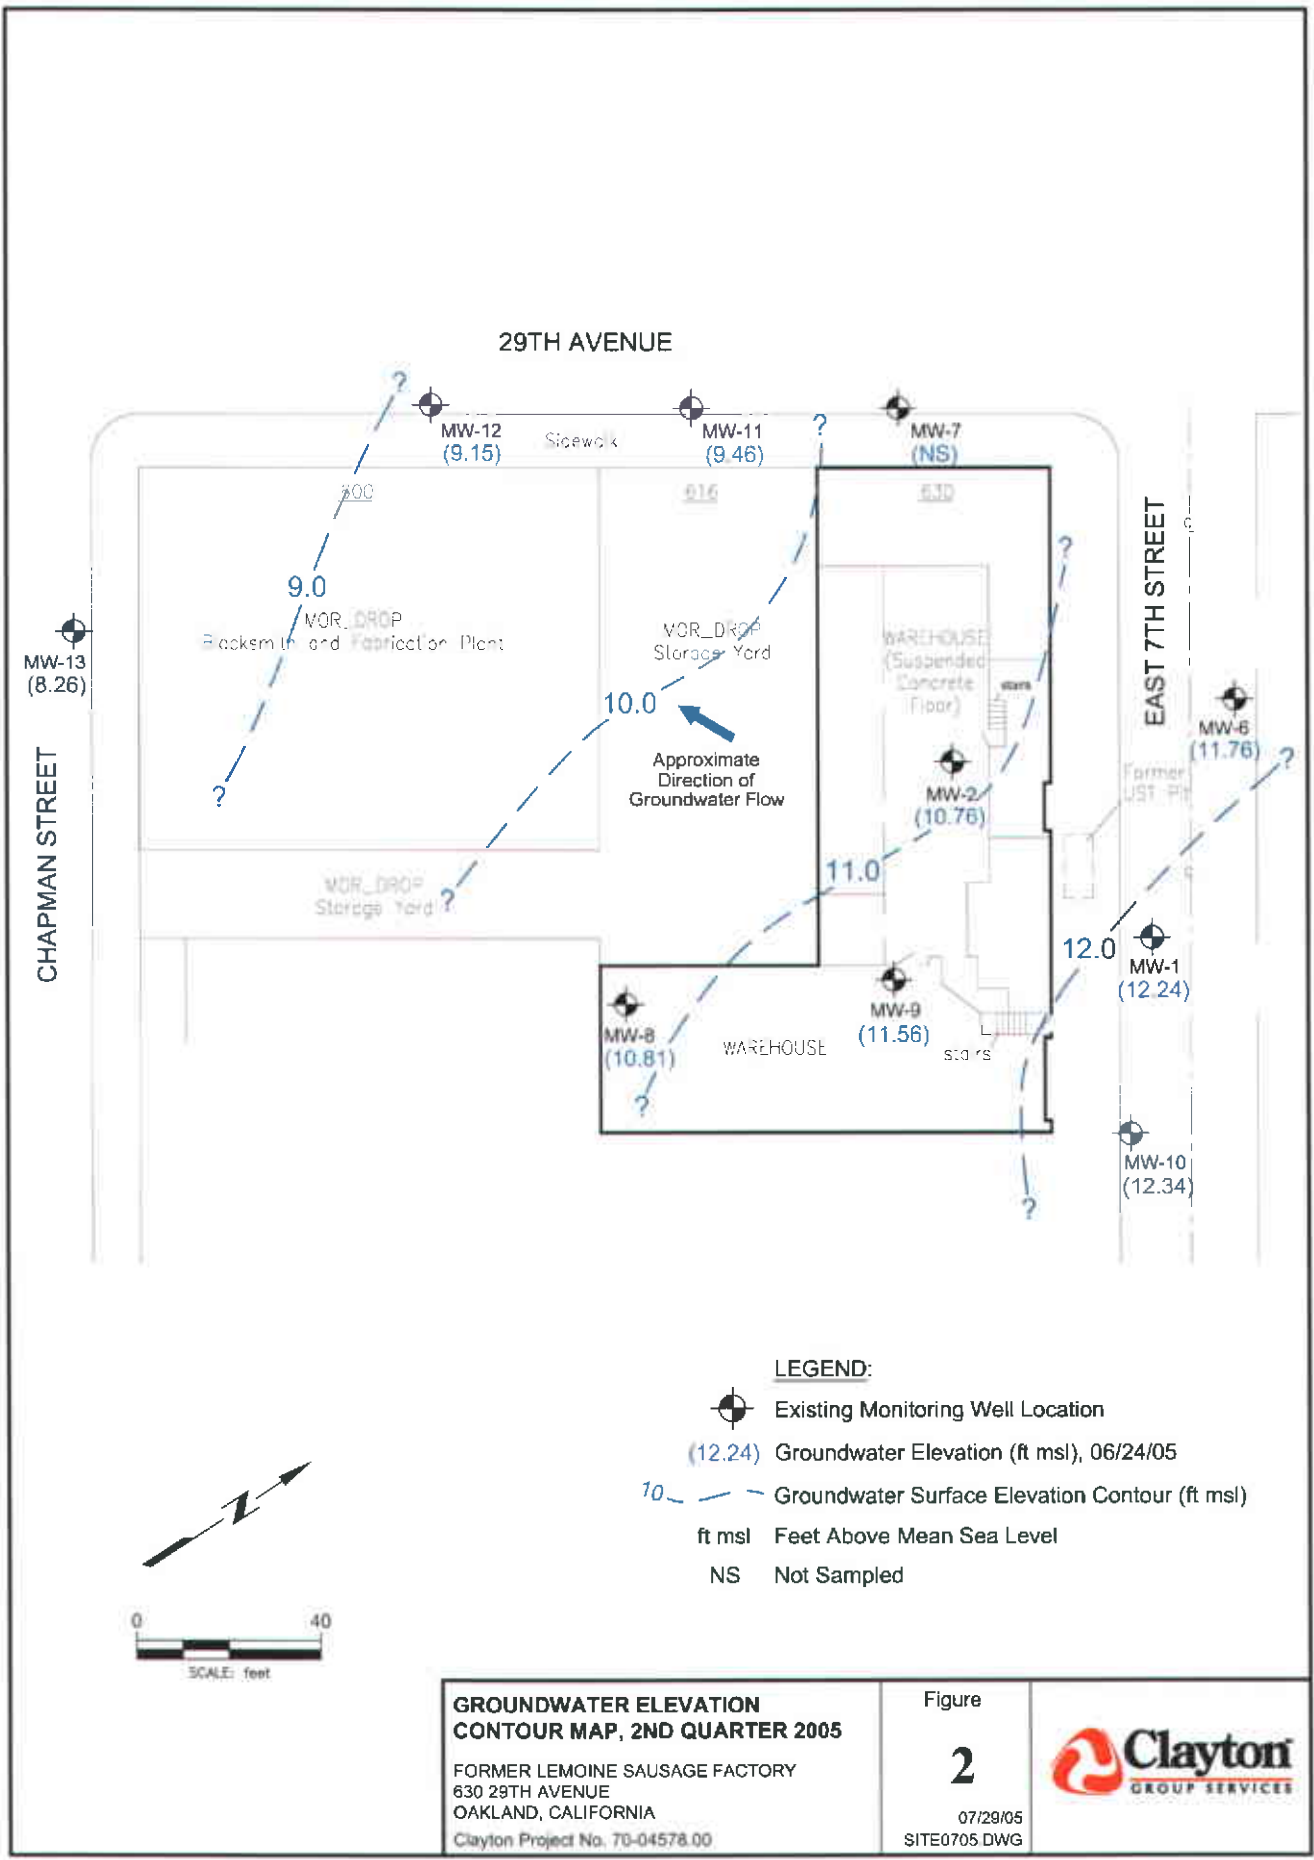 29TH AVENUE
?
MW-12
(9.15)
Sidewalk
MW-11
(9.46)
?
MW-7
(NS)
600
616
630
EAST 7TH STREET
?
9.0
MOR_DROP
Blacksmith and Fabrication Plant
MOR_DROP
Storage Yard
WAREHOUSE
(Suspended
Concrete
Floor)
stairs
MW-13
(8.26)
10.0
MW-6
(11.76)
?
Approximate
Direction of
Groundwater Flow
MW-2
(10.76)
Former
UST Pit
?
CHAPMAN STREET
11.0
MOR_DROP
Storage Yard
?
12.0
MW-1
(12.24)
MW-8
(10.81)
MW-9
(11.56)
WAREHOUSE
stairs
?
MW-10
(12.34)
?
LEGEND:
Existing Monitoring Well Location
(12.24) Groundwater Elevation (ft msl), 06/24/05
10 Groundwater Surface Elevation Contour (ft msl)
ft msl Feet Above Mean Sea Level
NS Not Sampled
N
0 40
SCALE: feet
GROUNDWATER ELEVATION
CONTOUR MAP, 2ND QUARTER 2005
FORMER LEMOINE SAUSAGE FACTORY
630 29TH AVENUE
OAKLAND, CALIFORNIA
Clayton Project No. 70-04578.00
Figure
2
07/29/05
SITE0705.DWG
Clayton
GROUP SERVICES